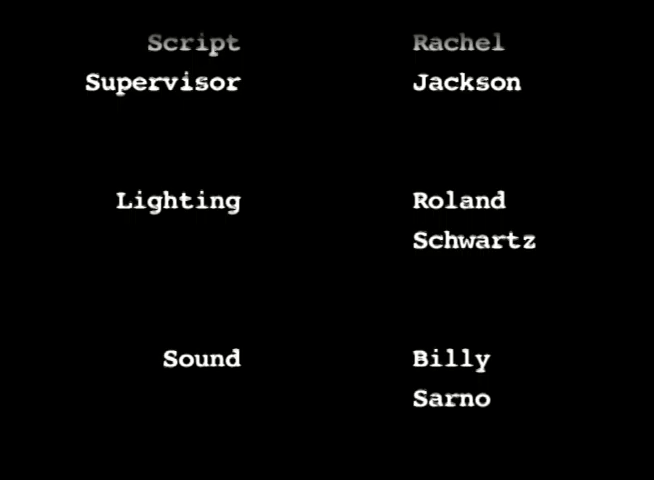 Script Rachel
Supervisor Jackson
Lighting Roland
Schwartz
Sound Billy
Sarno